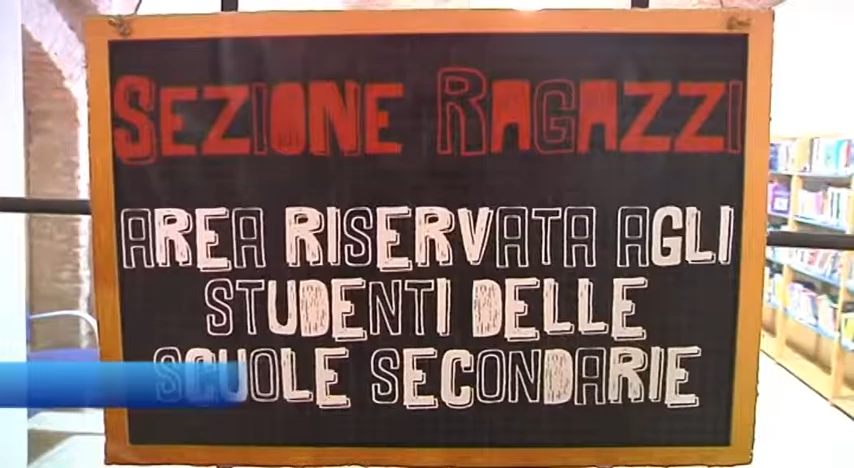 SEZIONE RAGAZZI
AREA RISERVATA AGLI
STUDENTI DELLE
SCUOLE SECONDARIE